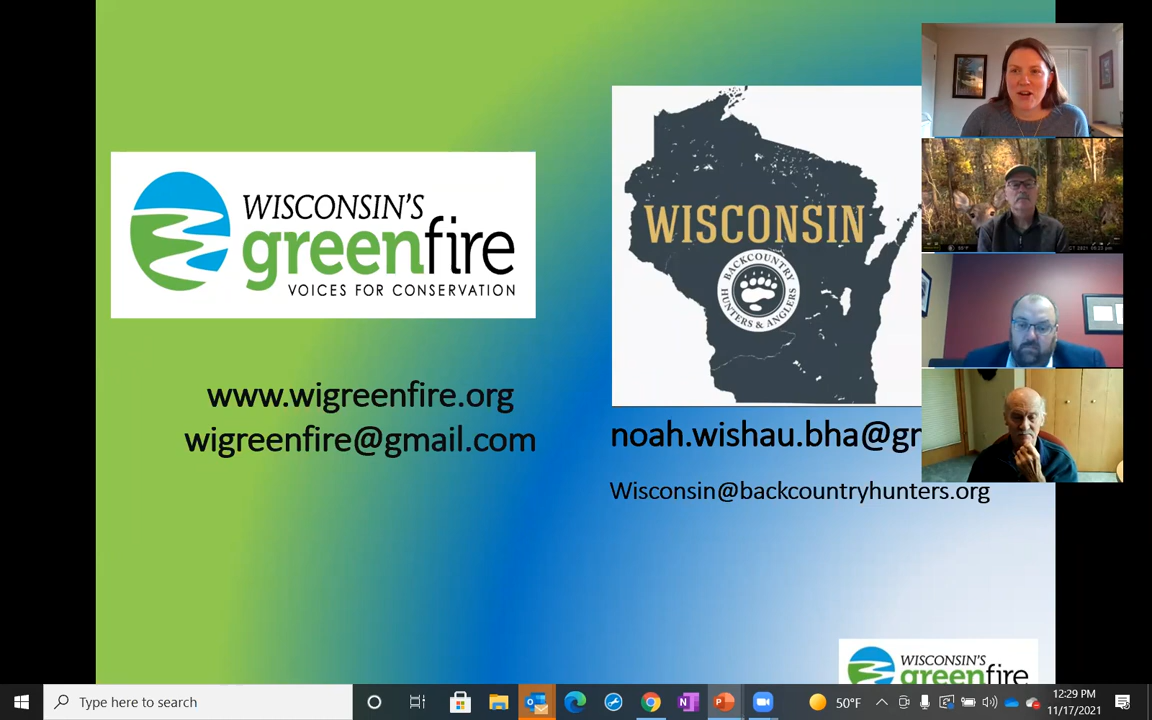 WISCONSIN'S
greenfire
VOICES FOR CONSERVATION
www.wigreenfire.org
wigreenfire@gmail.com
WISCONSIN
BACKCOUNTRY
HUNTERS & ANGLERS
noah.wishau.bha@gr
Wisconsin@backcountryhunters.org
WISCONSIN'S
greenfire
Type here to search
50°F
12:29 PM
11/17/2021